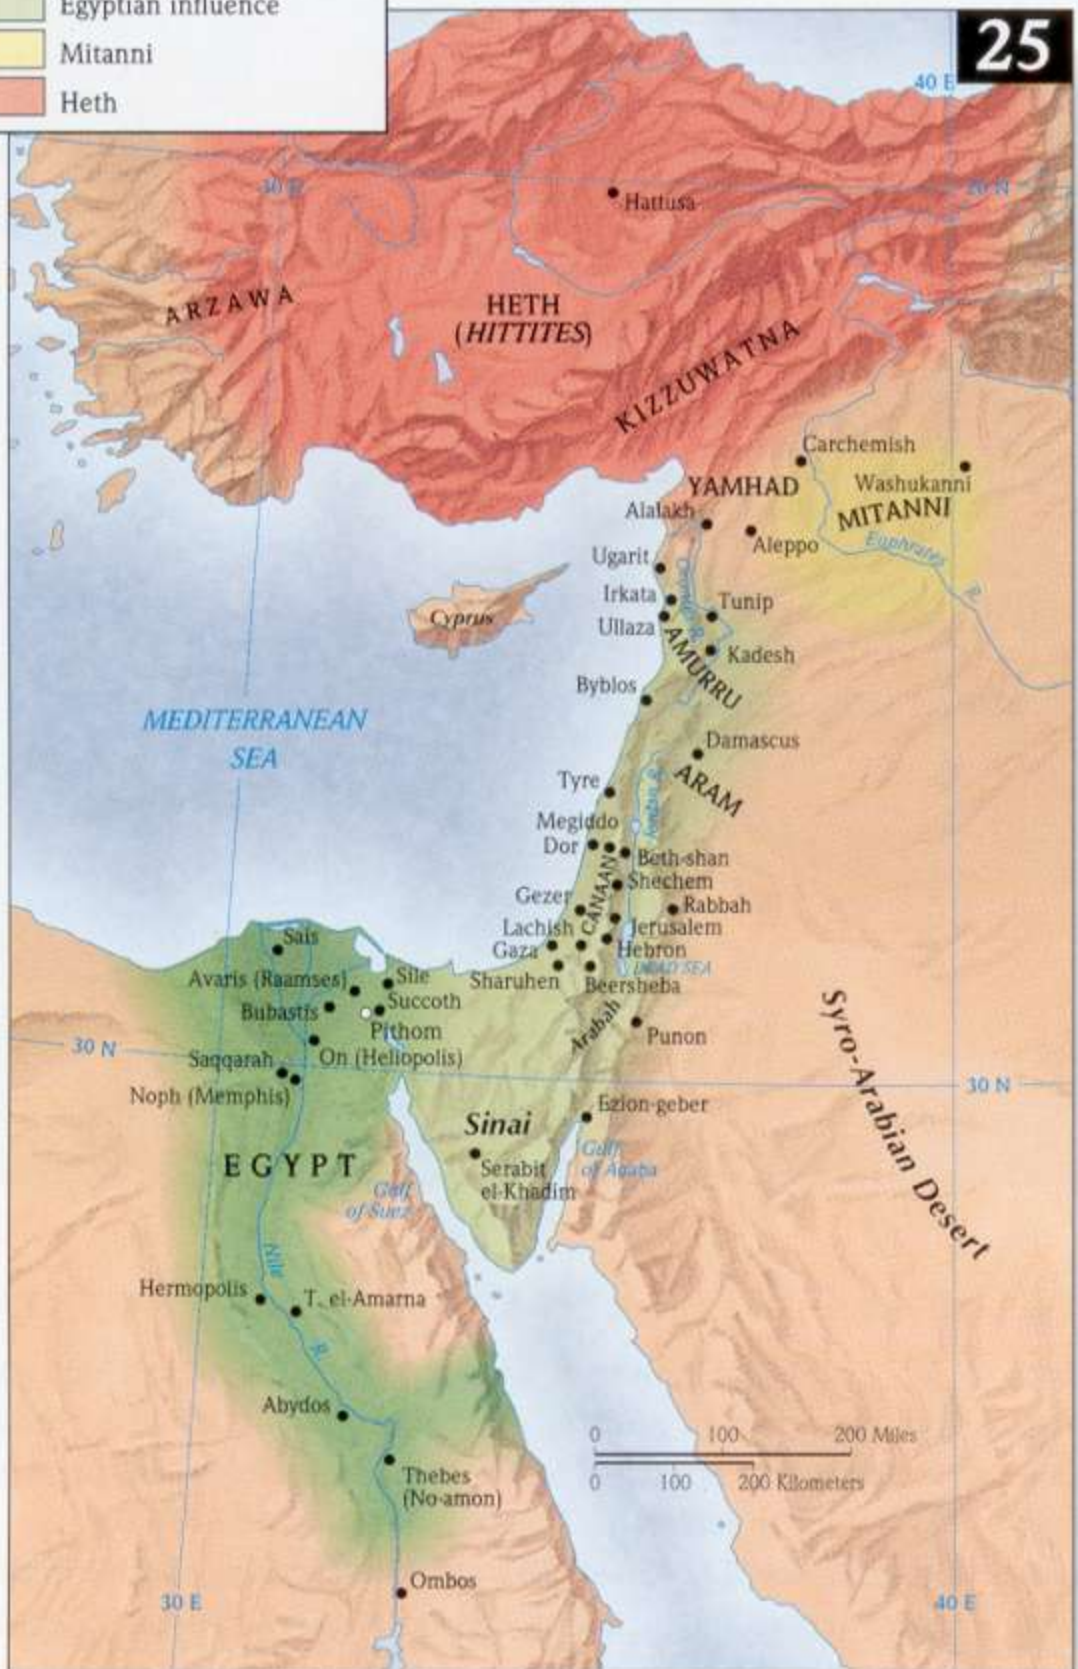 Egyptian influence
Mitanni
Heth
25
40 E
30 E
Hattusa
ARZAWA
HETH
(HITTITES)
KIZZUWATNA
Carchemish
YAMHAD
Washukanni
MITANNI
Alalakh
Aleppo
Euphrates
R.
Ugarit
Irkata
Tunip
Cyprus
Ullaza
Orontes R.
AMURRU
Kadesh
Byblos
MEDITERRANEAN
SEA
Damascus
ARAM
Tyre
Jordan R.
Megiddo
Dor
Beth-shan
CANAAN
Shechem
Gezer
Rabbah
Lachish
Jerusalem
Gaza
Hebron
DEAD SEA
Sharuhen
Beersheba
Sais
Avaris (Raamses)
Sile
Bubastis
Succoth
Pithom
Arabah
Punon
30 N
Saqqarah
On (Heliopolis)
30 N
Noph (Memphis)
Syro-Arabian Desert
Ezion-geber
Sinai
Gulf
of Aqaba
EGYPT
Serabit
el-Khadim
Gulf
of Suez
Nile
R.
Hermopolis
T. el-Amarna
Abydos
0 100 200 Miles
0 100 200 Kilometers
Thebes
(No-amon)
Ombos
30 E
40 E